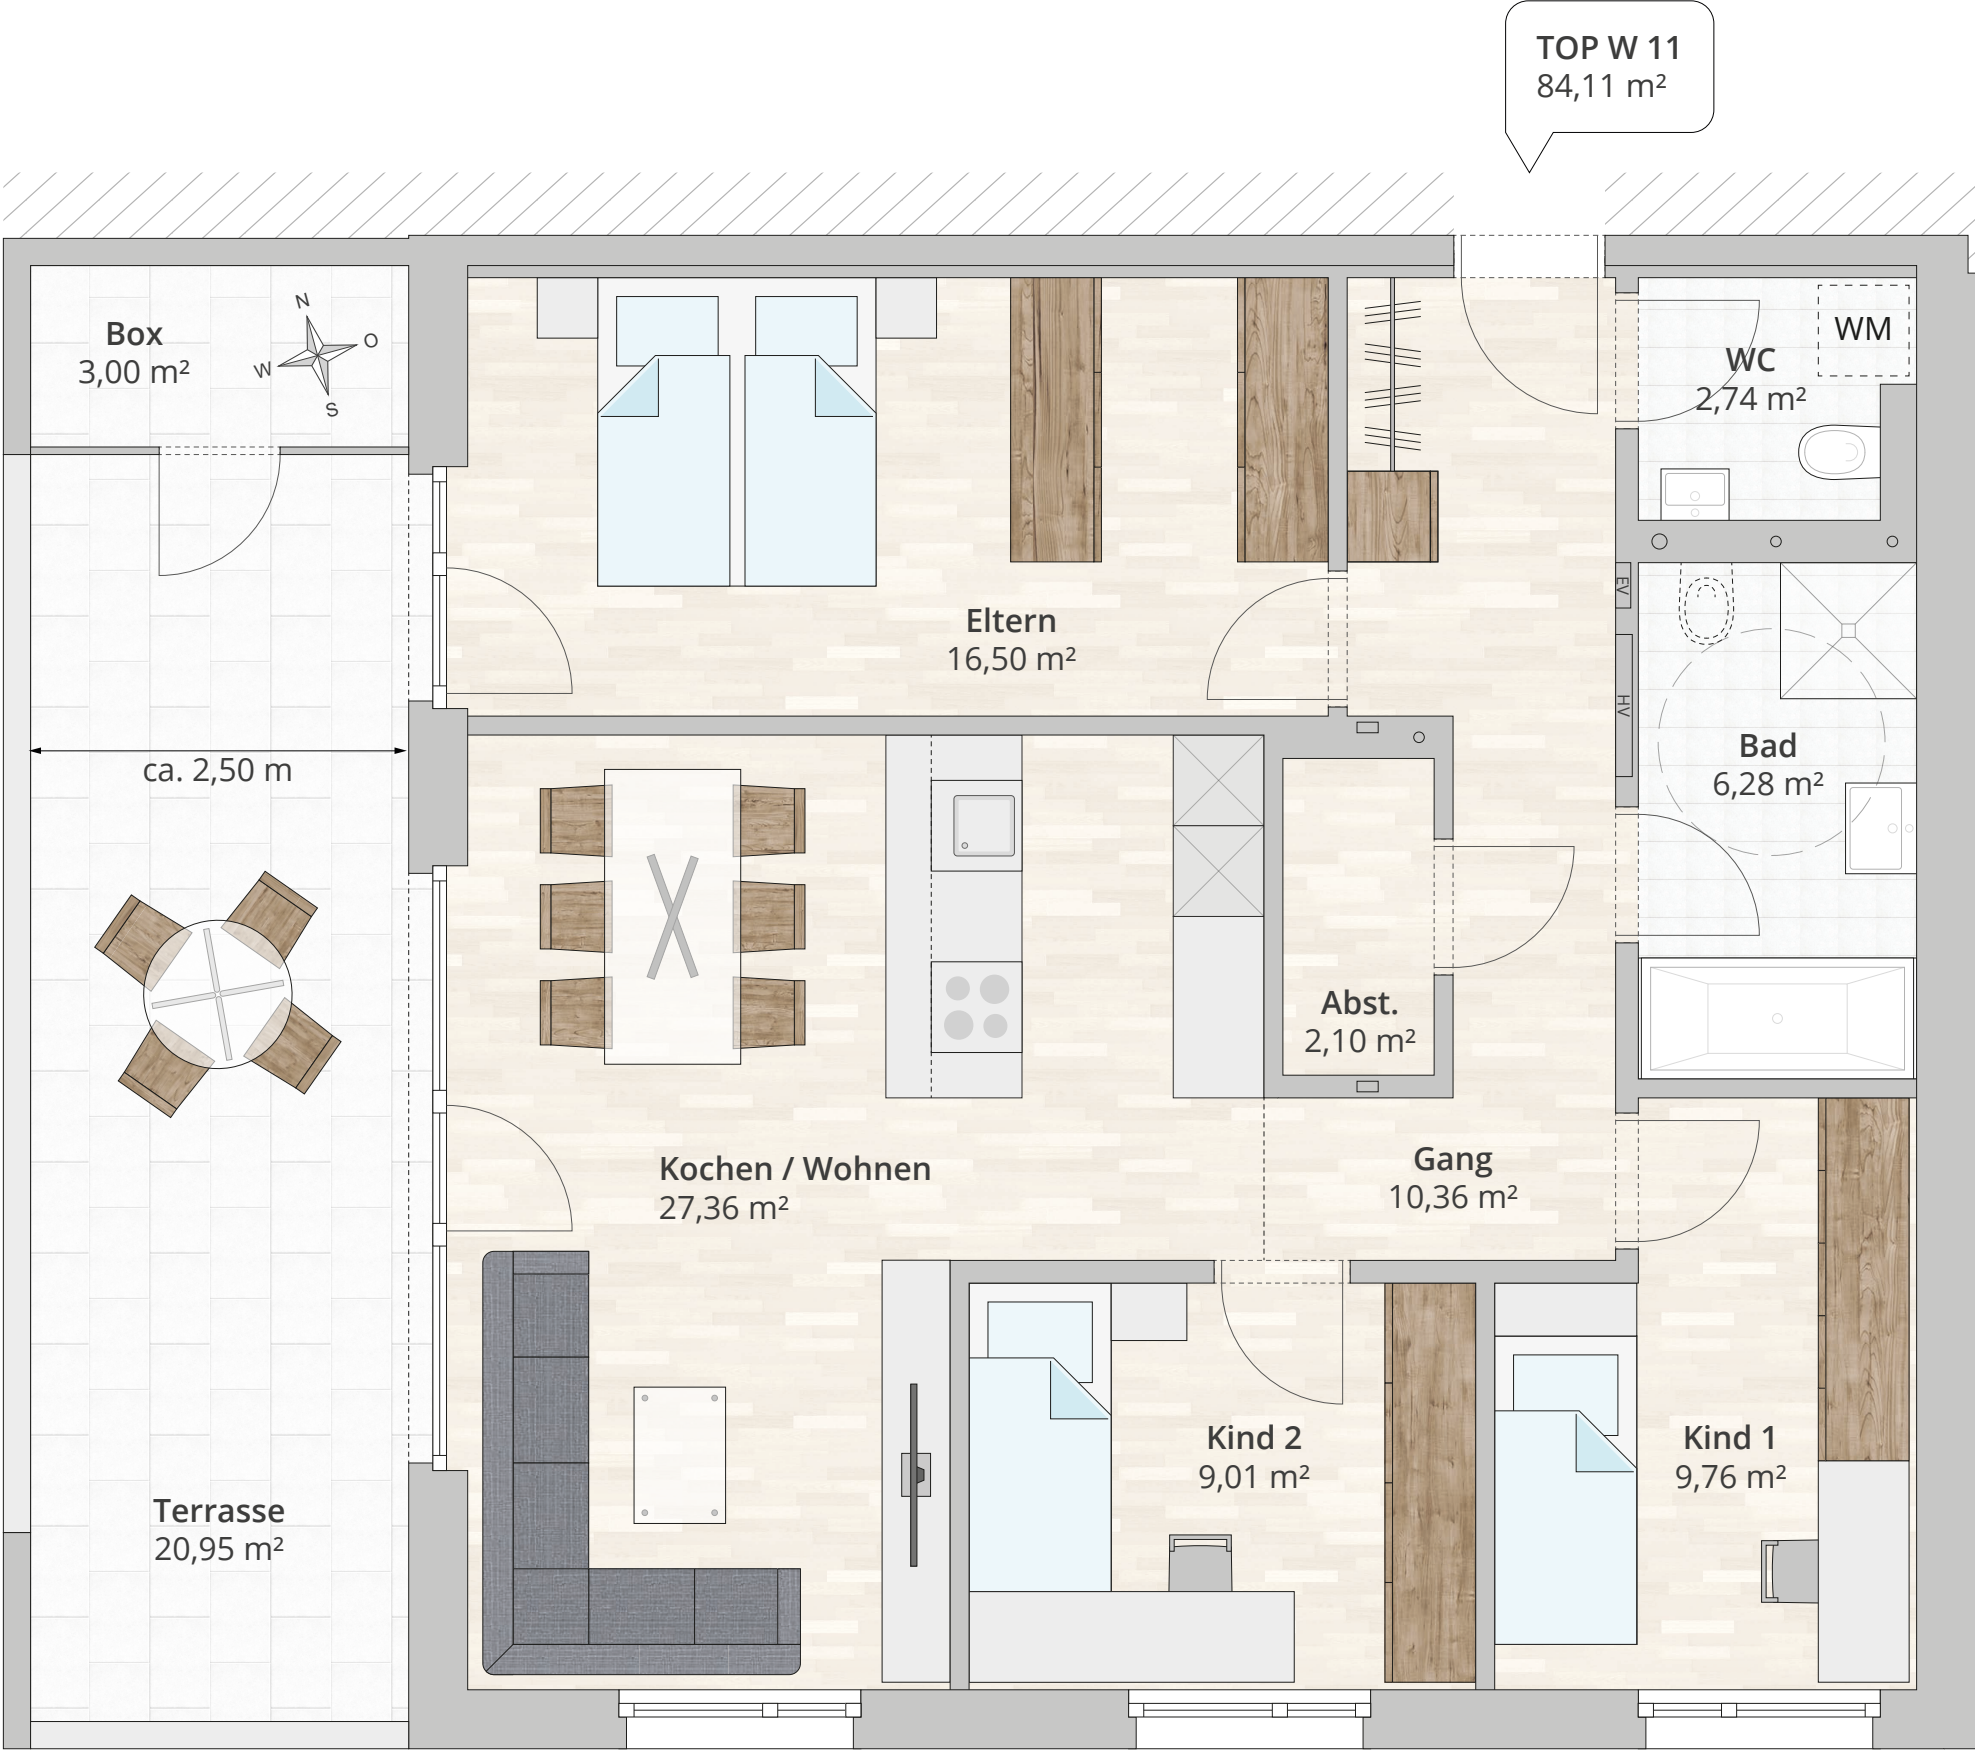 TOP W 11
84,11 m²
Box
3,00 m²
N
O
W
S
WM
WC
2,74 m²
EV
Eltern
16,50 m²
HV
ca. 2,50 m
Bad
6,28 m²
Abst.
2,10 m²
Kochen / Wohnen
27,36 m²
Gang
10,36 m²
Kind 2
9,01 m²
Kind 1
9,76 m²
Terrasse
20,95 m²